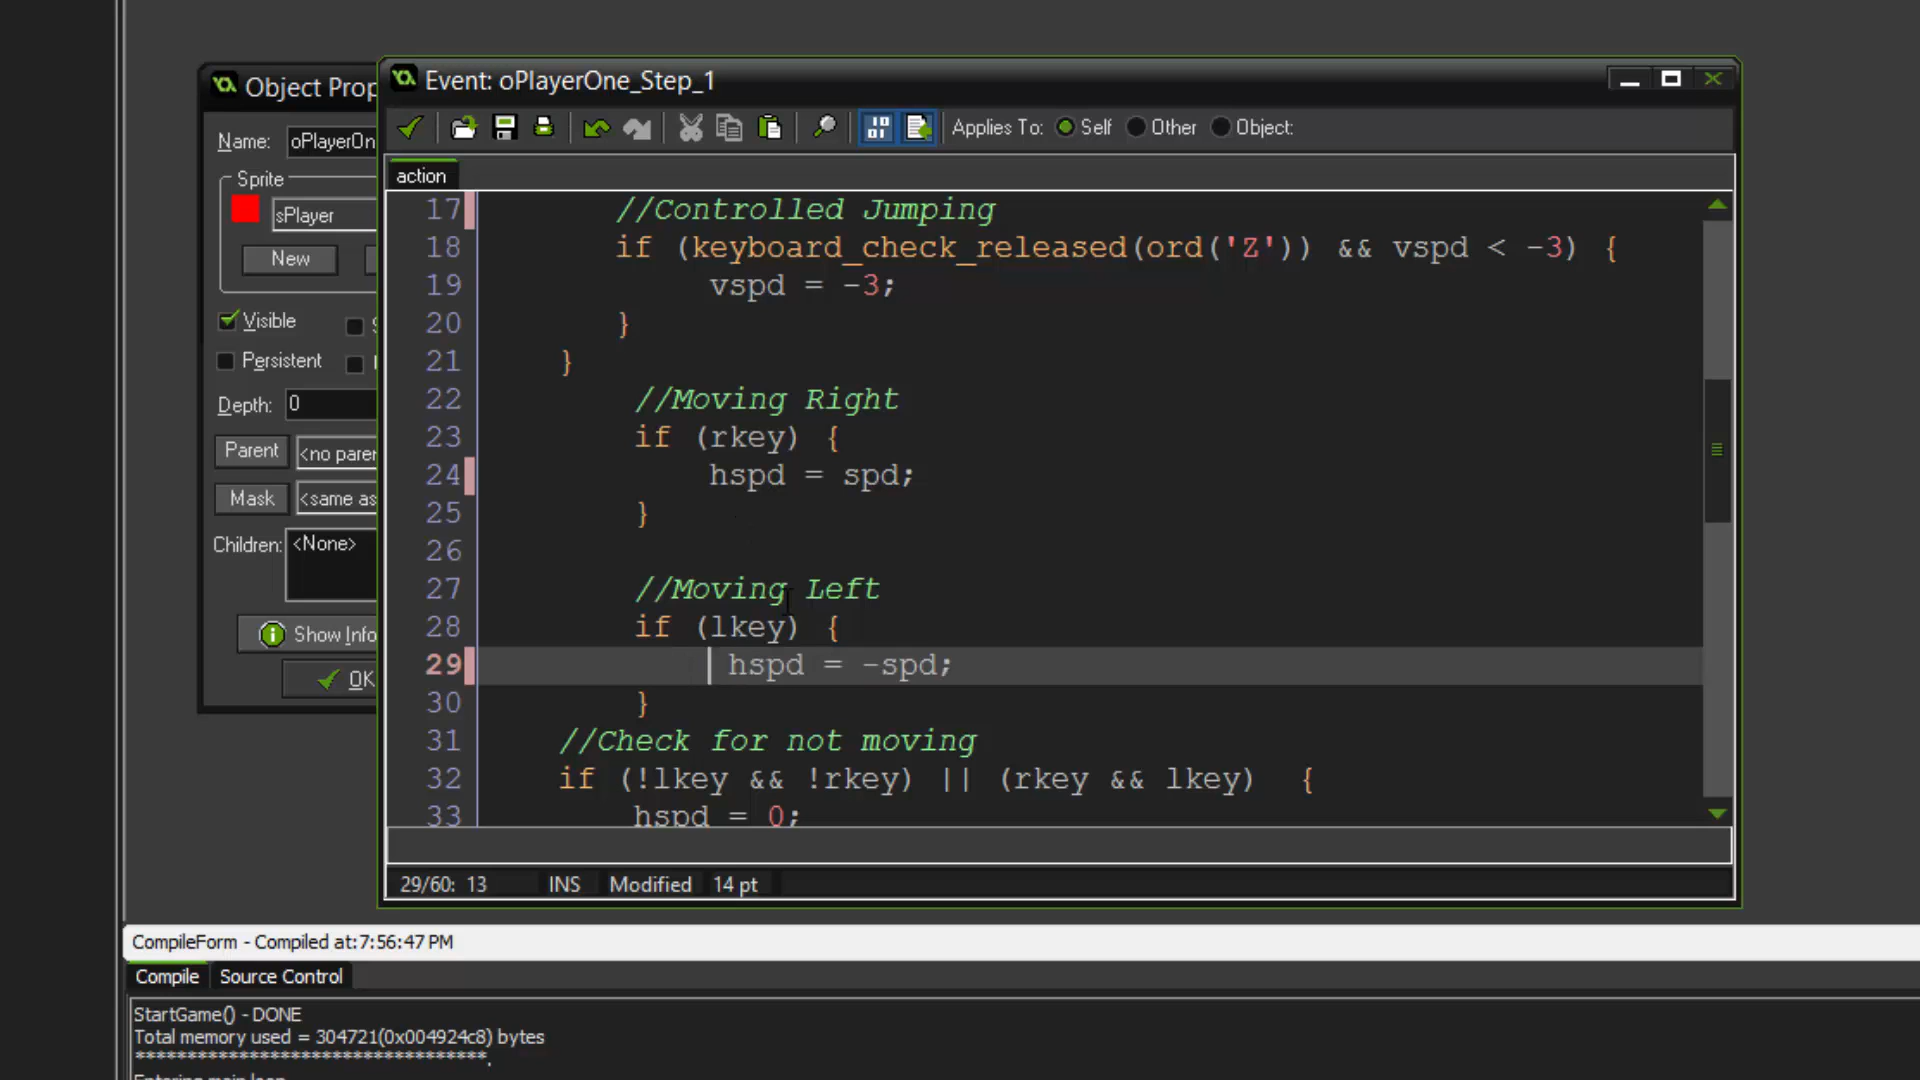 Object Prop
Name: oPlayerOn
Sprite
sPlayer
New
Visible
Persistent
Depth: 0
Parent <no paren
Mask <same as
Children: <None>
Show Info
OK
Event: oPlayerOne_Step_1
Applies To: Self Other Object:
action
17 //Controlled Jumping
18 if (keyboard_check_released(ord('Z')) && vspd < -3) {
19 vspd = -3;
20 }
21 }
22 //Moving Right
23 if (rkey) {
24 hspd = spd;
25 }
26
27 //Moving Left
28 if (lkey) {
29 hspd = -spd;
30 }
31 //Check for not moving
32 if (!lkey && !rkey) || (rkey && lkey) {
33 hspd = 0;
29/60: 13 INS Modified 14 pt
CompileForm - Compiled at:7:56:47 PM
Compile Source Control
StartGame() - DONE
Total memory used = 304721(0x004924c8) bytes
***********************************.
Entering main loop